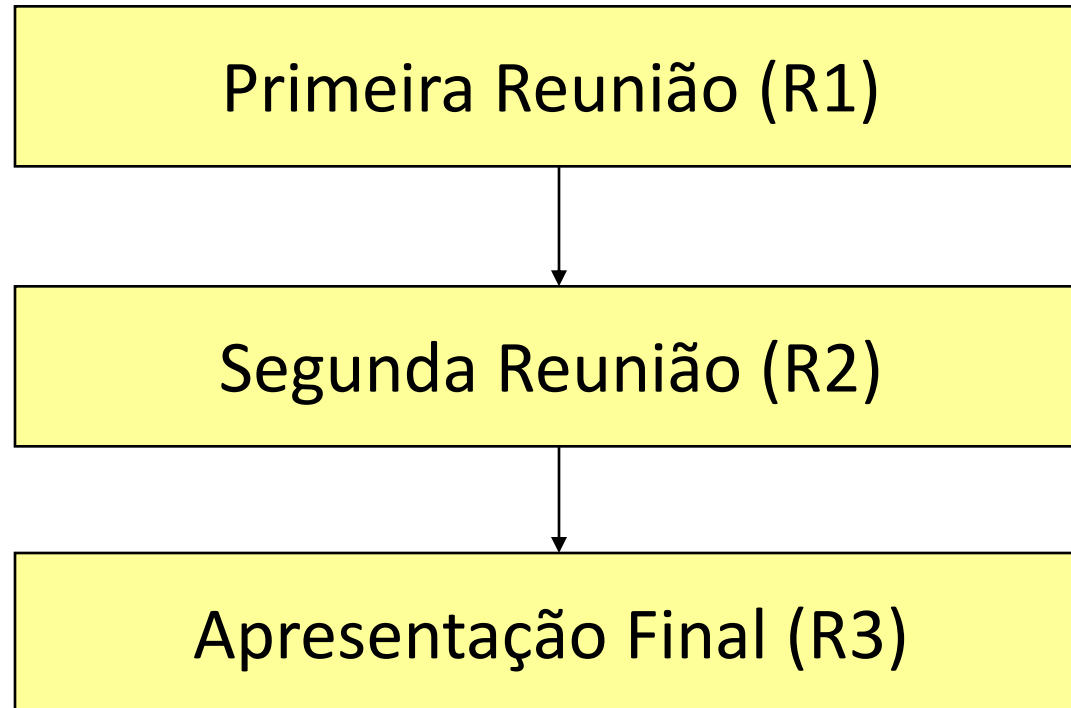 Primeira Reunião (R1)
Segunda Reunião (R2)
Apresentação Final (R3)